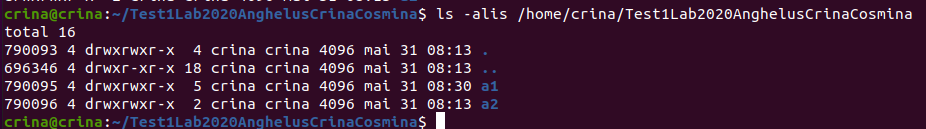 crina@crina:~/Test1Lab2020AnghelusCrinaCosmina$ ls -alis /home/crina/Test1Lab2020AnghelusCrinaCosmina
total 16
790093 4 drwxrwxr-x  4 crina crina 4096 mai 31 08:13 .
696346 4 drwxr-xr-x 18 crina crina 4096 mai 31 08:13 ..
790095 4 drwxrwxr-x  5 crina crina 4096 mai 31 08:30 a1
790096 4 drwxrwxr-x  2 crina crina 4096 mai 31 08:13 a2
crina@crina:~/Test1Lab2020AnghelusCrinaCosmina$